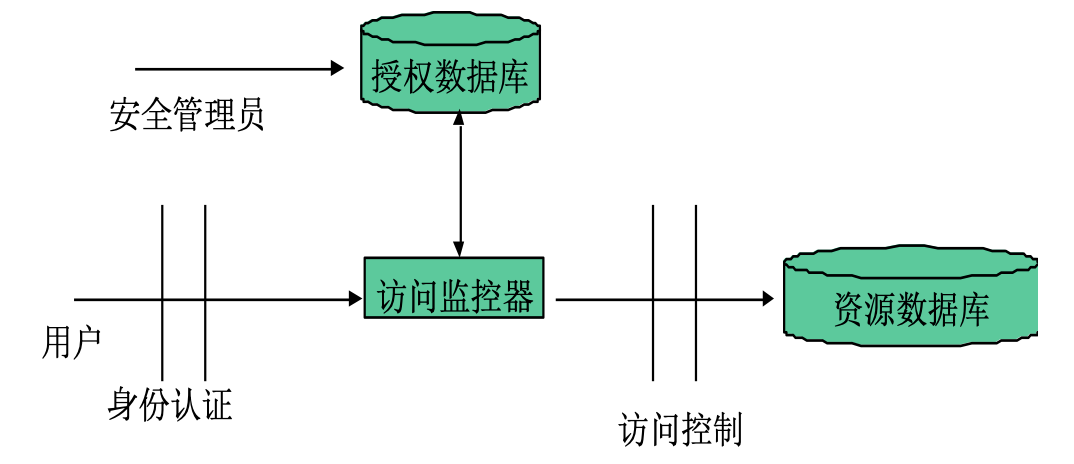 授权数据库
安全管理员
访问监控器
资源数据库
用户
身份认证
访问控制